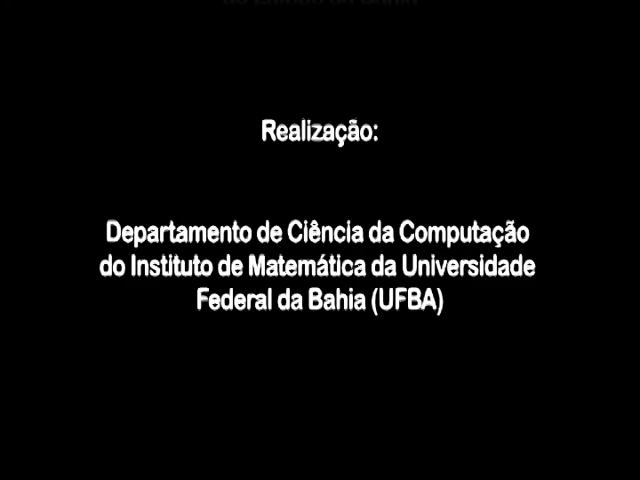 Realização:
Departamento de Ciência da Computação
do Instituto de Matemática da Universidade
Federal da Bahia (UFBA)